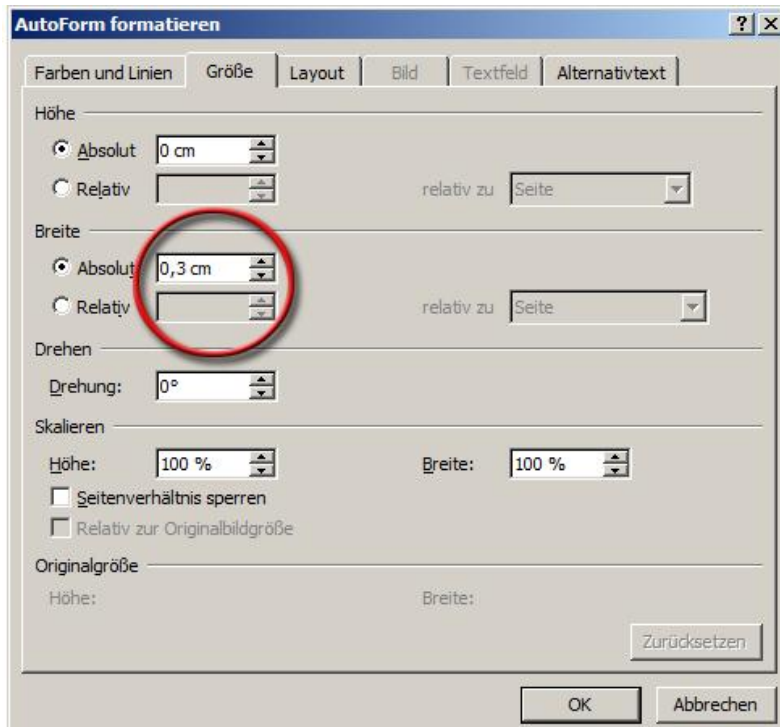 AutoForm formatieren
Farben und Linien Größe Layout Bild Textfeld Alternativtext
Höhe
Absolut 0 cm
Relativ relativ zu Seite
Breite
Absolut 0,3 cm
Relativ relativ zu Seite
Drehen
Drehung: 0°
Skalieren
Höhe: 100 % Breite: 100 %
Seitenverhältnis sperren
Relativ zur Originalbildgröße
Originalgröße
Höhe: Breite:
Zurücksetzen
OK Abbrechen